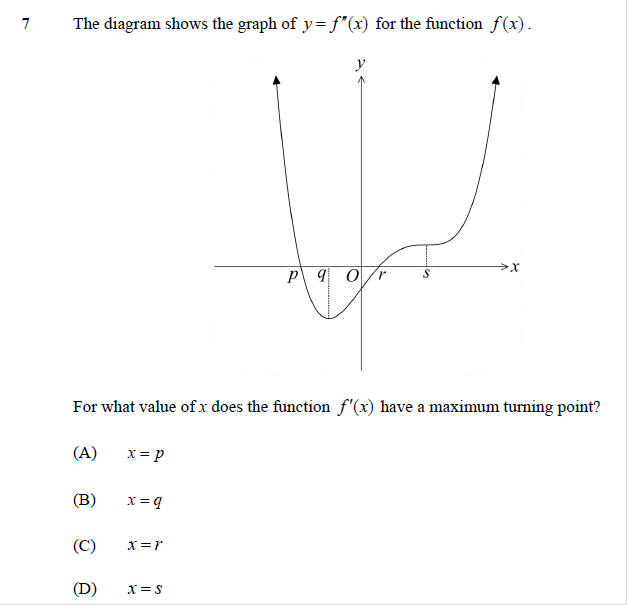 7 The diagram shows the graph of y = f″(x) for the function f(x).
y
p q O r s x
For what value of x does the function f′(x) have a maximum turning point?
(A) x = p
(B) x = q
(C) x = r
(D) x = s